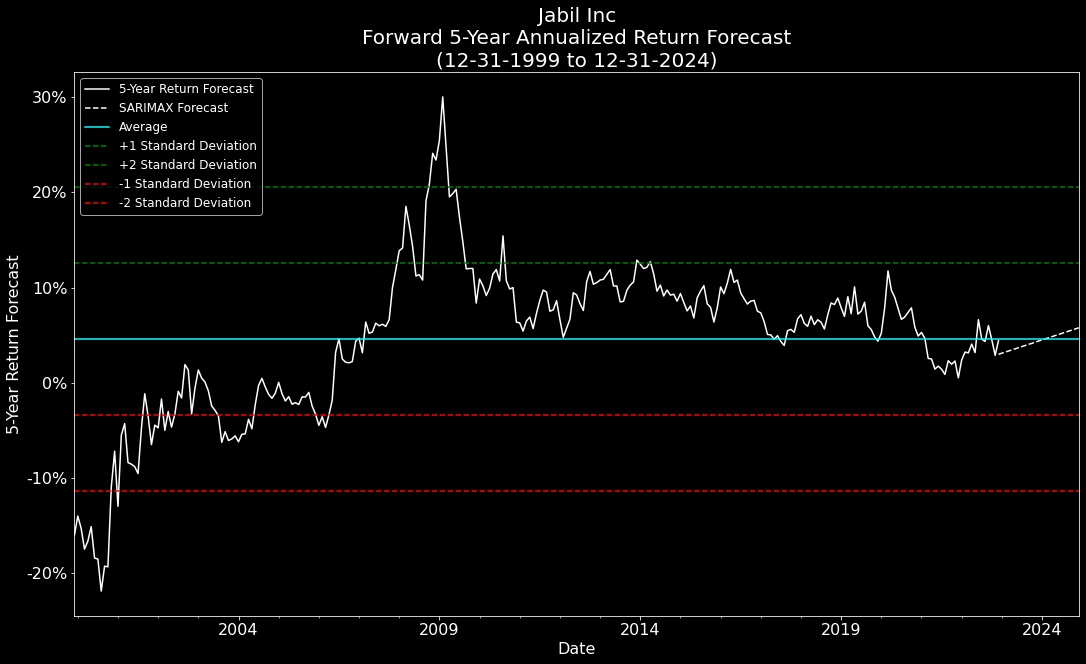 Jabil Inc
Forward 5-Year Annualized Return Forecast
(12-31-1999 to 12-31-2024)
5-Year Return Forecast
SARIMAX Forecast
Average
+1 Standard Deviation
+2 Standard Deviation
-1 Standard Deviation
-2 Standard Deviation
5-Year Return Forecast
30%
20%
10%
0%
-10%
-20%
2004
2009
2014
2019
2024
Date